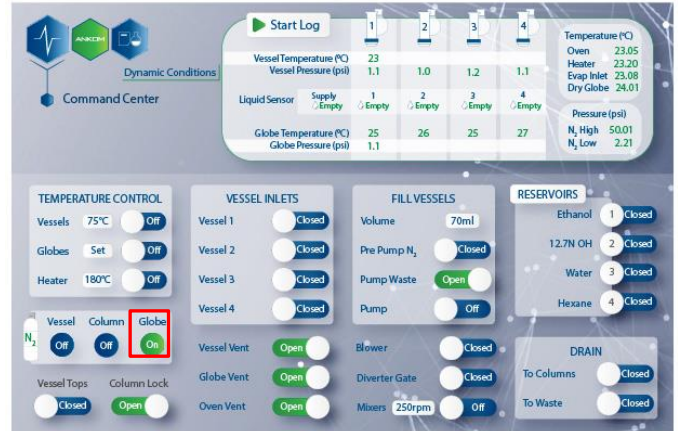 ANKOM
Dynamic Conditions
Command Center
Start Log 1 2 3 4
Vessel Temperature (ºC) 23
Vessel Pressure (psi) 1.1 1.0 1.2 1.1
Liquid Sensor Supply Empty 1 Empty 2 Empty 3 Empty 4 Empty
Globe Temperature (ºC) 25 26 25 27
Globe Pressure (psi) 1.1
Temperature (ºC)
Oven 23.05
Heater 23.20
Evap Inlet 23.08
Dry Globe 24.01
Pressure (psi)
N2 High 50.01
N2 Low 2.21
TEMPERATURE CONTROL
Vessels 75ºC Off
Globes Set Off
Heater 180ºC Off
N2
Vessel Column Globe
Off Off On
Vessel Tops Column Lock
Closed Open
VESSEL INLETS
Vessel 1 Closed
Vessel 2 Closed
Vessel 3 Closed
Vessel 4 Closed
Vessel Vent Open
Globe Vent Open
Oven Vent Open
FILL VESSELS
Volume 70ml
Pre Pump N2 Closed
Pump Waste Open
Pump Off
Blower Closed
Diverter Gate Closed
Mixers 250rpm Off
RESERVOIRS
Ethanol 1 Closed
12.7N OH 2 Closed
Water 3 Closed
Hexane 4 Closed
DRAIN
To Columns Closed
To Waste Closed